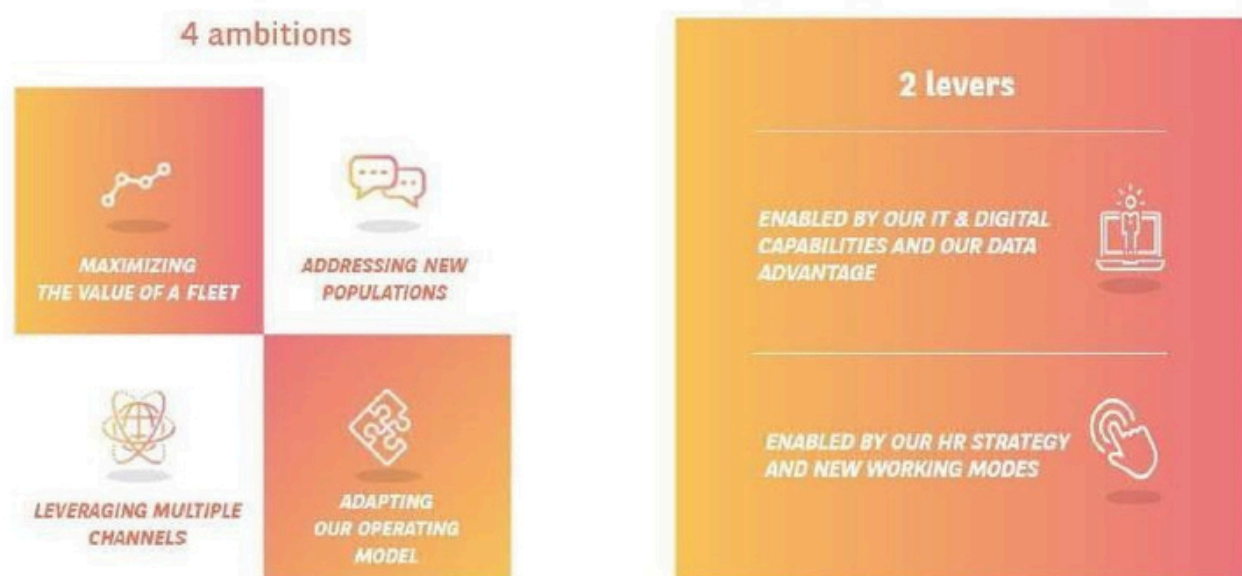 4 ambitions
MAXIMIZING
THE VALUE OF A FLEET
ADDRESSING NEW
POPULATIONS
LEVERAGING MULTIPLE
CHANNELS
ADAPTING
OUR OPERATING
MODEL
2 levers
ENABLED BY OUR IT & DIGITAL
CAPABILITIES AND OUR DATA
ADVANTAGE
ENABLED BY OUR HR STRATEGY
AND NEW WORKING MODES